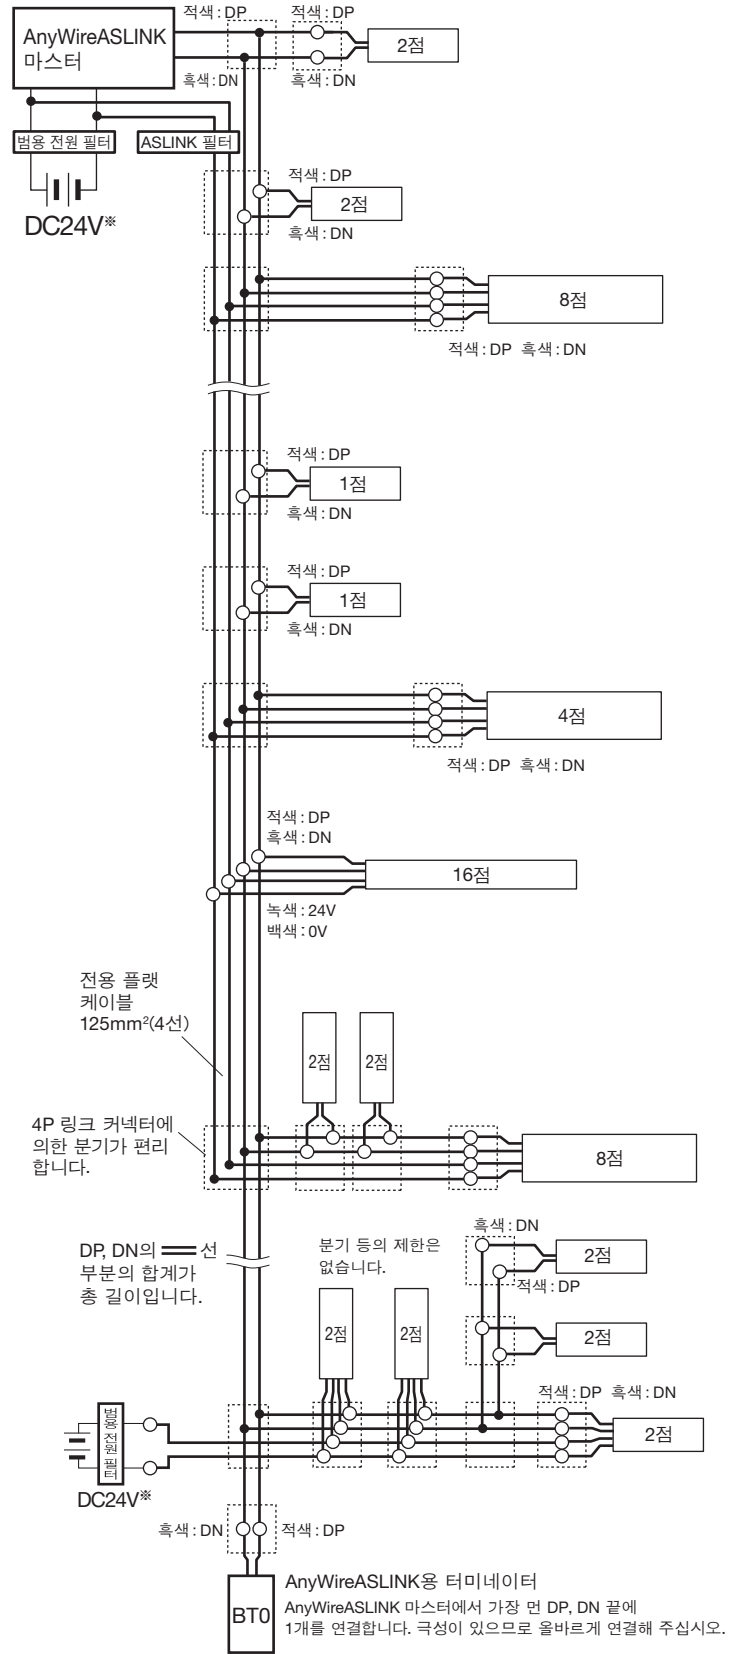 적색 : DP
적색 : DP
AnyWireASLINK
마스터
2점
흑색 : DN
흑색 : DN
범용 전원 필터
ASLINK 필터
DC24V※
적색 : DP
2점
흑색 : DN
8점
적색 : DP 흑색 : DN
적색 : DP
1점
흑색 : DN
적색 : DP
1점
흑색 : DN
4점
적색 : DP 흑색 : DN
적색 : DP
흑색 : DN
16점
녹색 : 24V
백색 : 0V
전용 플랫
케이블
125mm²(4선)
2점
2점
4P 링크 커넥터에
의한 분기가 편리
합니다.
8점
DP, DN의 선
부분의 합계가
총 길이입니다.
분기 등의 제한은
없습니다.
흑색 : DN
2점
적색 : DP
2점
2점
2점
적색 : DP 흑색 : DN
2점
범용 전원 필터
DC24V※
흑색 : DN
적색 : DP
BT0
AnyWireASLINK용 터미네이터
AnyWireASLINK 마스터에서 가장 먼 DP, DN 끝에
1개를 연결합니다. 극성이 있으므로 올바르게 연결해 주십시오.